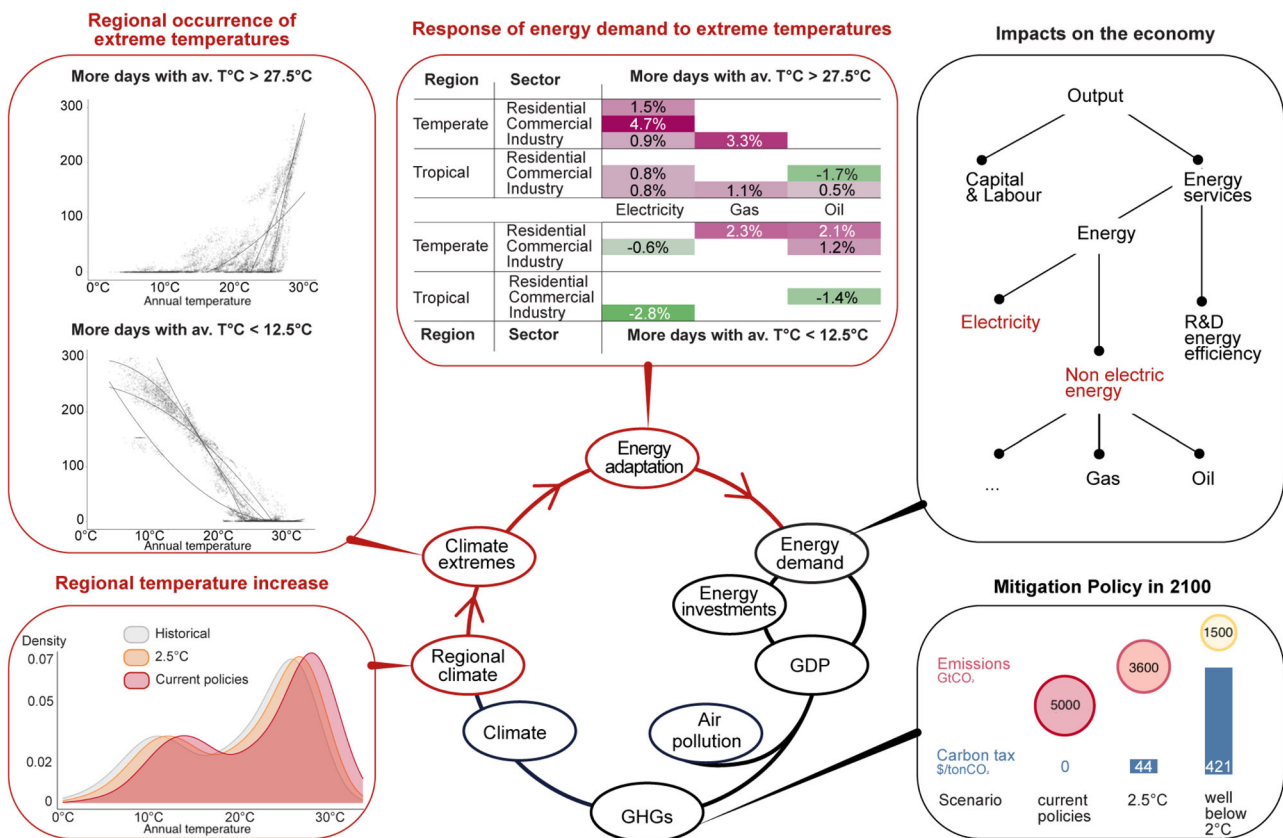 Regional occurrence of
extreme temperatures
More days with av. T°C > 27.5°C
300
200
100
0
0°C 10°C 20°C 30°C
Annual temperature
More days with av. T°C < 12.5°C
300
200
100
0
0°C 10°C 20°C 30°C
Annual temperature
Response of energy demand to extreme temperatures
Region Sector More days with av. T°C > 27.5°C
Residential 1.5%
Temperate Commercial 4.7%
Industry 0.9% 3.3%
Residential
Tropical Commercial 0.8% -1.7%
Industry 0.8% 1.1% 0.5%
Electricity Gas Oil
Residential 2.3% 2.1%
Temperate Commercial -0.6% 1.2%
Industry
Residential
Tropical Commercial -1.4%
Industry -2.8%
Region Sector More days with av. T°C < 12.5°C
Impacts on the economy
Output
Capital
& Labour
Energy
services
Energy
Electricity
R&D
energy
efficiency
Non electric
energy
...
Gas
Oil
Energy
adaptation
Climate
extremes
Energy
demand
Energy
investments
Regional
climate
GDP
Climate
Air
pollution
GHGs
Regional temperature increase
Density
0.07
0.05
0.02
0
Historical
2.5°C
Current policies
0°C 10°C 20°C 30°C
Annual temperature
Mitigation Policy in 2100
Emissions
GtCO₂
5000
3600
1500
Carbon tax
$/tonCO₂
0
44
421
Scenario
current
policies
2.5°C
well
below
2°C